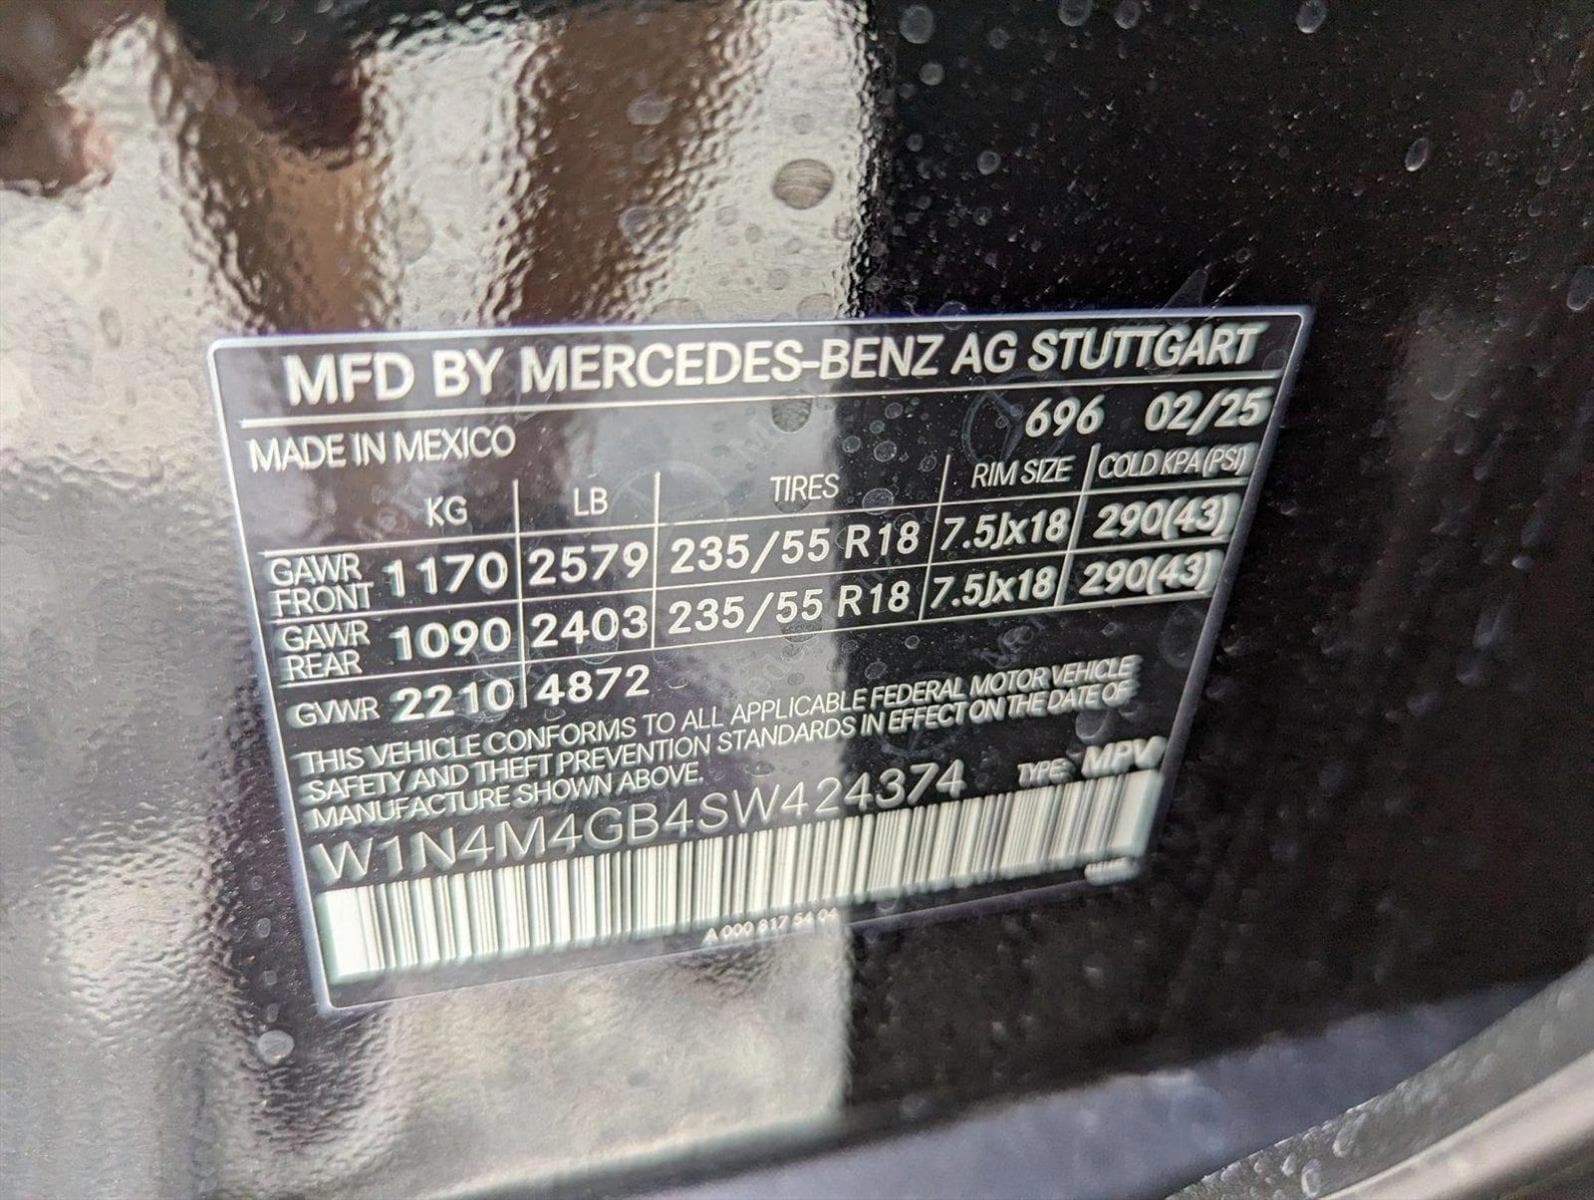 MFD BY MERCEDES-BENZ AG STUTTGART
MADE IN MEXICO 696 02/25
KG LB TIRES RIM SIZE COLD KPA(PSI)
GAWR FRONT 1170 2579 235/55 R18 7.5Jx18 290(43)
GAWR REAR 1090 2403 235/55 R18 7.5Jx18 290(43)
GVWR 2210 4872
THIS VEHICLE CONFORMS TO ALL APPLICABLE FEDERAL MOTOR VEHICLE
SAFETY AND THEFT PREVENTION STANDARDS IN EFFECT ON THE DATE OF
MANUFACTURE SHOWN ABOVE.
W1N4M4GB4SW424374 TYPE: MPV
A 000 817 54 04